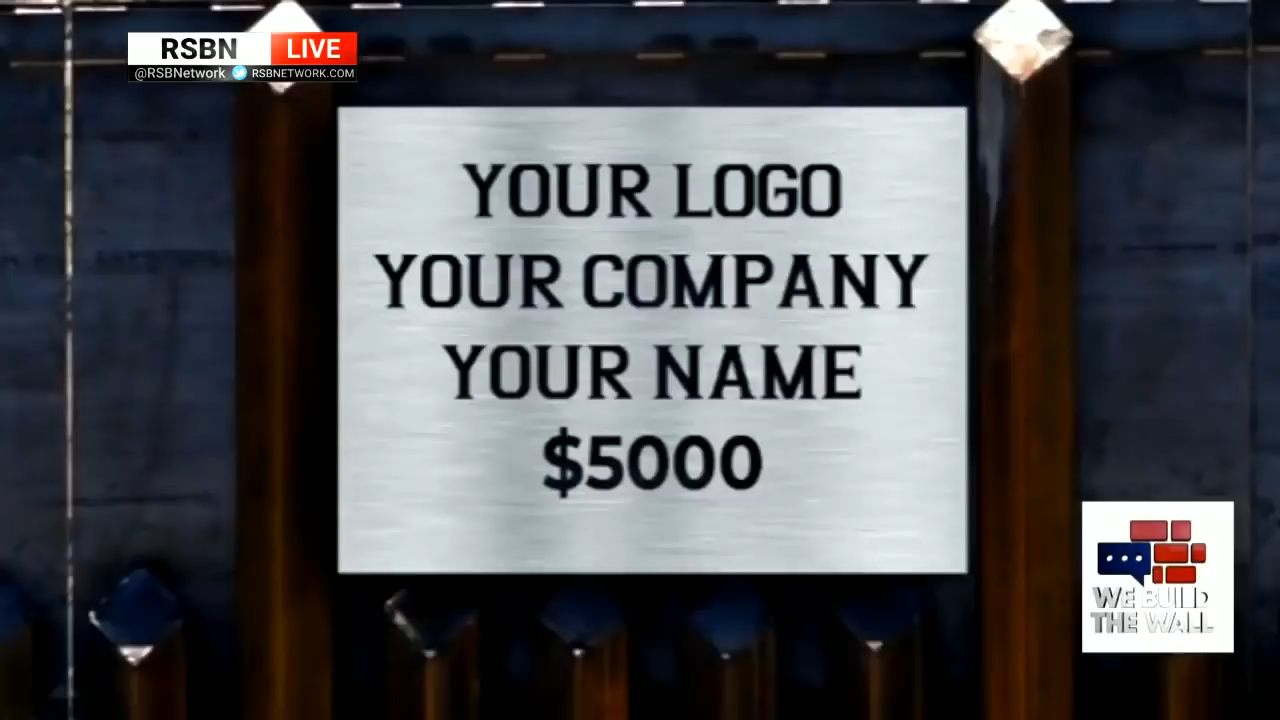 RSBN LIVE
@RSBNetwork RSBNETWORK.COM
YOUR LOGO
YOUR COMPANY
YOUR NAME
$5000
WE BUILD
THE WALL